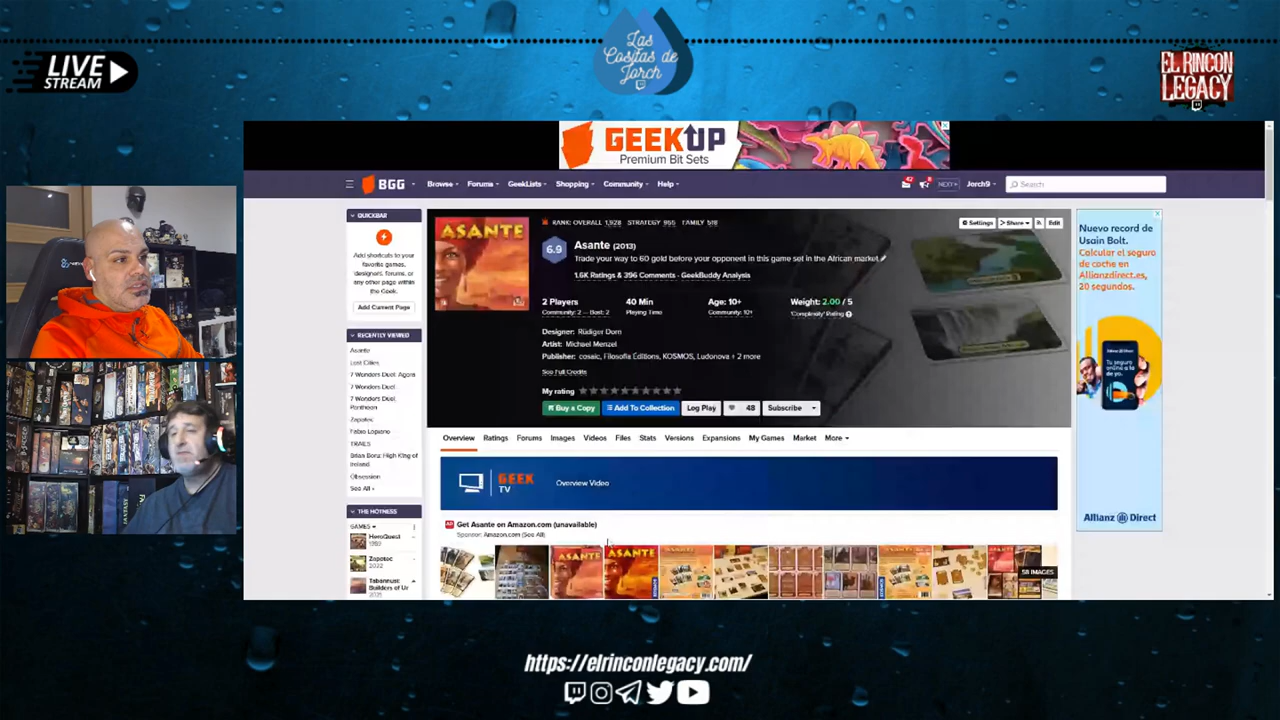 LIVE
STREAM
Las
Cositas de
Jorch
EL RINCON
LEGACY
GEEKUP
Premium Bit Sets
BGG
Browse
Forums
GeekLists
Shopping
Community
Help
Jorch9
Search
QUICKBAR
Add shortcuts to your
favorite games,
designers, forums, or
any other page within
the Geek.
Add Current Page
RECENTLY VIEWED
Asante
Lost Cities
7 Wonders Duel: Agora
7 Wonders Duel
7 Wonders Duel:
Pantheon
Zapotec
Fabio Lopiano
TRAILS
Brian Boru: High King of
Ireland
Obsession
See All
THE HOTNESS
GAMES
HeroQuest
1989
Zapotec
2022
Tabannusi:
Builders of Ur
2021
ASANTE
RANK: OVERALL 1,928 STRATEGY 955 FAMILY 518
Settings
Share
Edit
6.9
Asante (2013)
Trade your way to 60 gold before your opponent in this game set in the African market
1.6K Ratings & 396 Comments · GeekBuddy Analysis
2 Players
Community: 2 — Best: 2
40 Min
Playing Time
Age: 10+
Community: 10+
Weight: 2.00 / 5
'Complexity' Rating
Designer: Rüdiger Dorn
Artist: Michael Menzel
Publisher: cosaic, Filosofia Éditions, KOSMOS, Ludonova + 2 more
See Full Credits
My rating
Buy a Copy
Add To Collection
Log Play
48
Subscribe
Overview
Ratings
Forums
Images
Videos
Files
Stats
Versions
Expansions
My Games
Market
More
GEEK
TV
Overview Video
Ad
Get Asante on Amazon.com (unavailable)
Sponsor: Amazon.com (See All)
ASANTE
ASANTE
58 IMAGES
Nuevo record de
Usain Bolt.
Calcular el seguro
de coche en
Allianzdirect.es,
20 segundos.
Allianz Direct
https://elrinconlegacy.com/